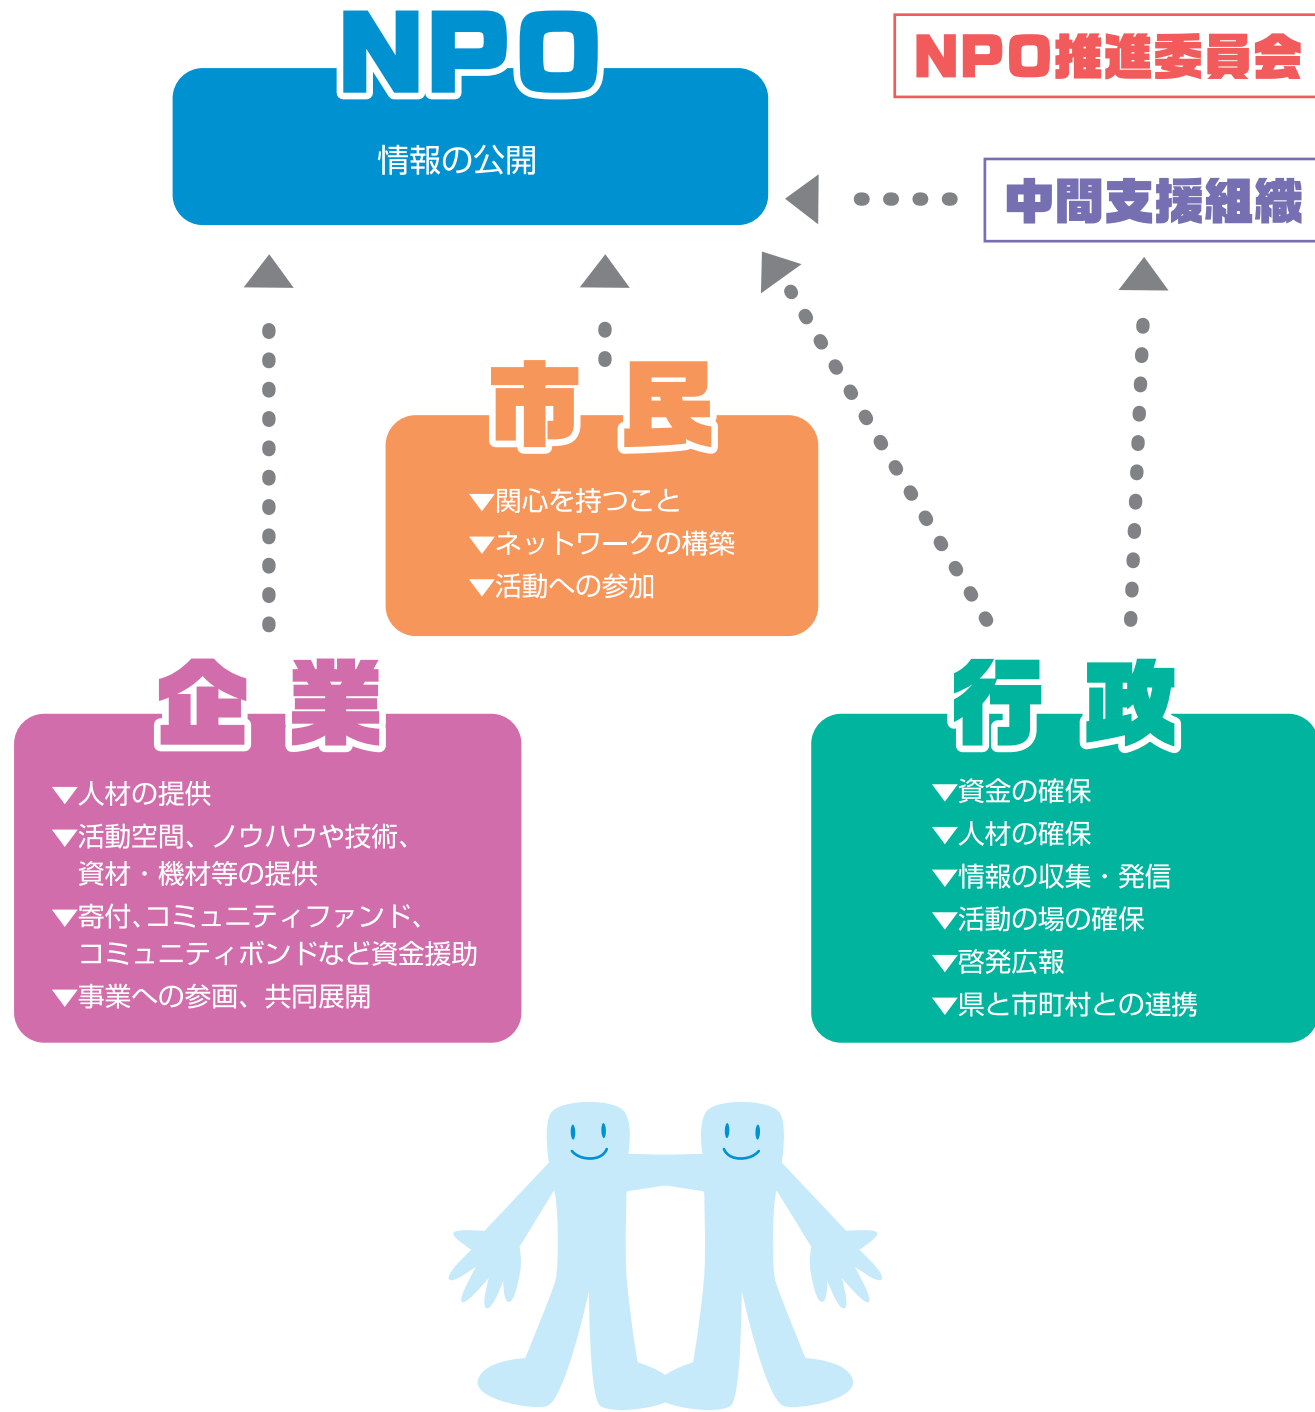 NPO
情報の公開
NPO推進委員会
中間支援組織
市民
▼関心を持つこと
▼ネットワークの構築
▼活動への参加
企業
▼人材の提供
▼活動空間、ノウハウや技術、
資材・機材等の提供
▼寄付、コミュニティファンド、
コミュニティボンドなど資金援助
▼事業への参画、共同展開
行政
▼資金の確保
▼人材の確保
▼情報の収集・発信
▼活動の場の確保
▼啓発広報
▼県と市町村との連携